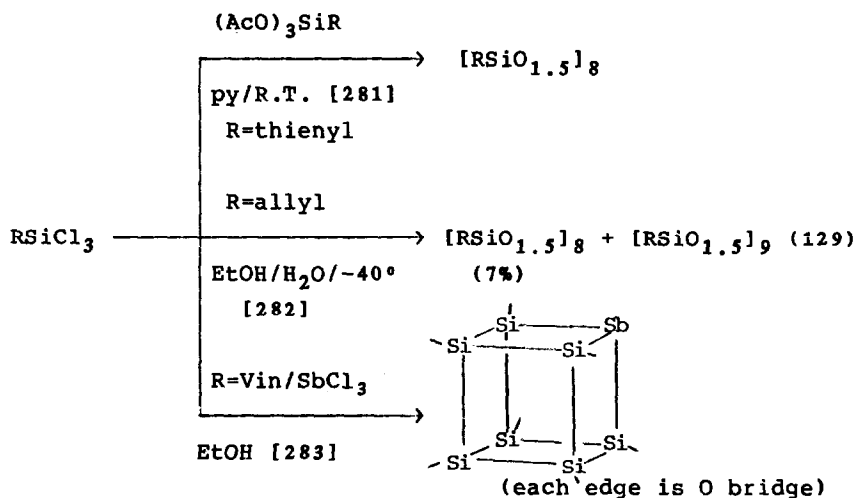 (AcO)3SiR
[RSiO1.5]8
py/R.T. [281]
R=thienyl
R=allyl
RSiCl3
[RSiO1.5]8 + [RSiO1.5]9 (129)
EtOH/H2O/-40°
(7%)
[282]
Si Sb
Si Si
R=Vin/SbCl3
EtOH [283]
Si Si
Si Si
(each edge is O bridge)